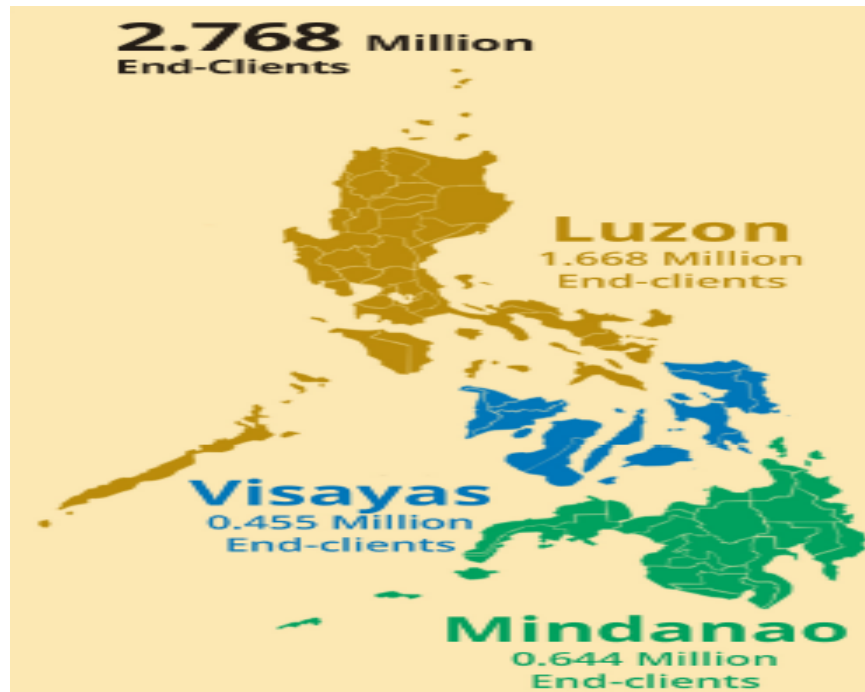 2.768 Million
End-Clients
Luzon
1.668 Million
End-clients
Visayas
0.455 Million
End-clients
Mindanao
0.644 Million
End-clients